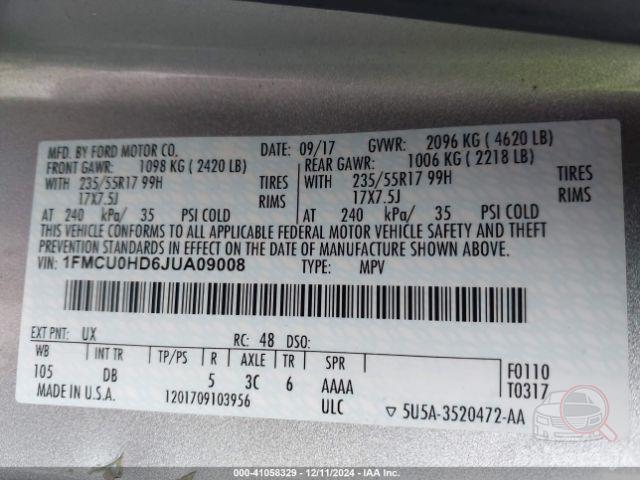 MFD. BY FORD MOTOR CO. DATE: 09/17 GVWR: 2096 KG ( 4620 LB)
FRONT GAWR: 1098 KG ( 2420 LB) REAR GAWR: 1006 KG ( 2218 LB)
WITH 235/55R17 99H TIRES WITH 235/55R17 99H TIRES
17X7.5J RIMS 17X7.5J RIMS
AT 240 kPa/ 35 PSI COLD AT 240 kPa/ 35 PSI COLD
THIS VEHICLE CONFORMS TO ALL APPLICABLE FEDERAL MOTOR VEHICLE SAFETY AND THEFT
PREVENTION STANDARDS IN EFFECT ON THE DATE OF MANUFACTURE SHOWN ABOVE.
VIN: 1FMCU0HD6JUA09008 TYPE: MPV
EXT PNT: UX RC: 48 DSO:
WB INT TR TP/PS R AXLE TR SPR F0110
105 DB 5 3C 6 AAAA T0317
MADE IN U.S.A. 1201709103956 ULC ▽ 5U5A-3520472-AA
000-41058329 | 12/11/2024 | IAA Inc.